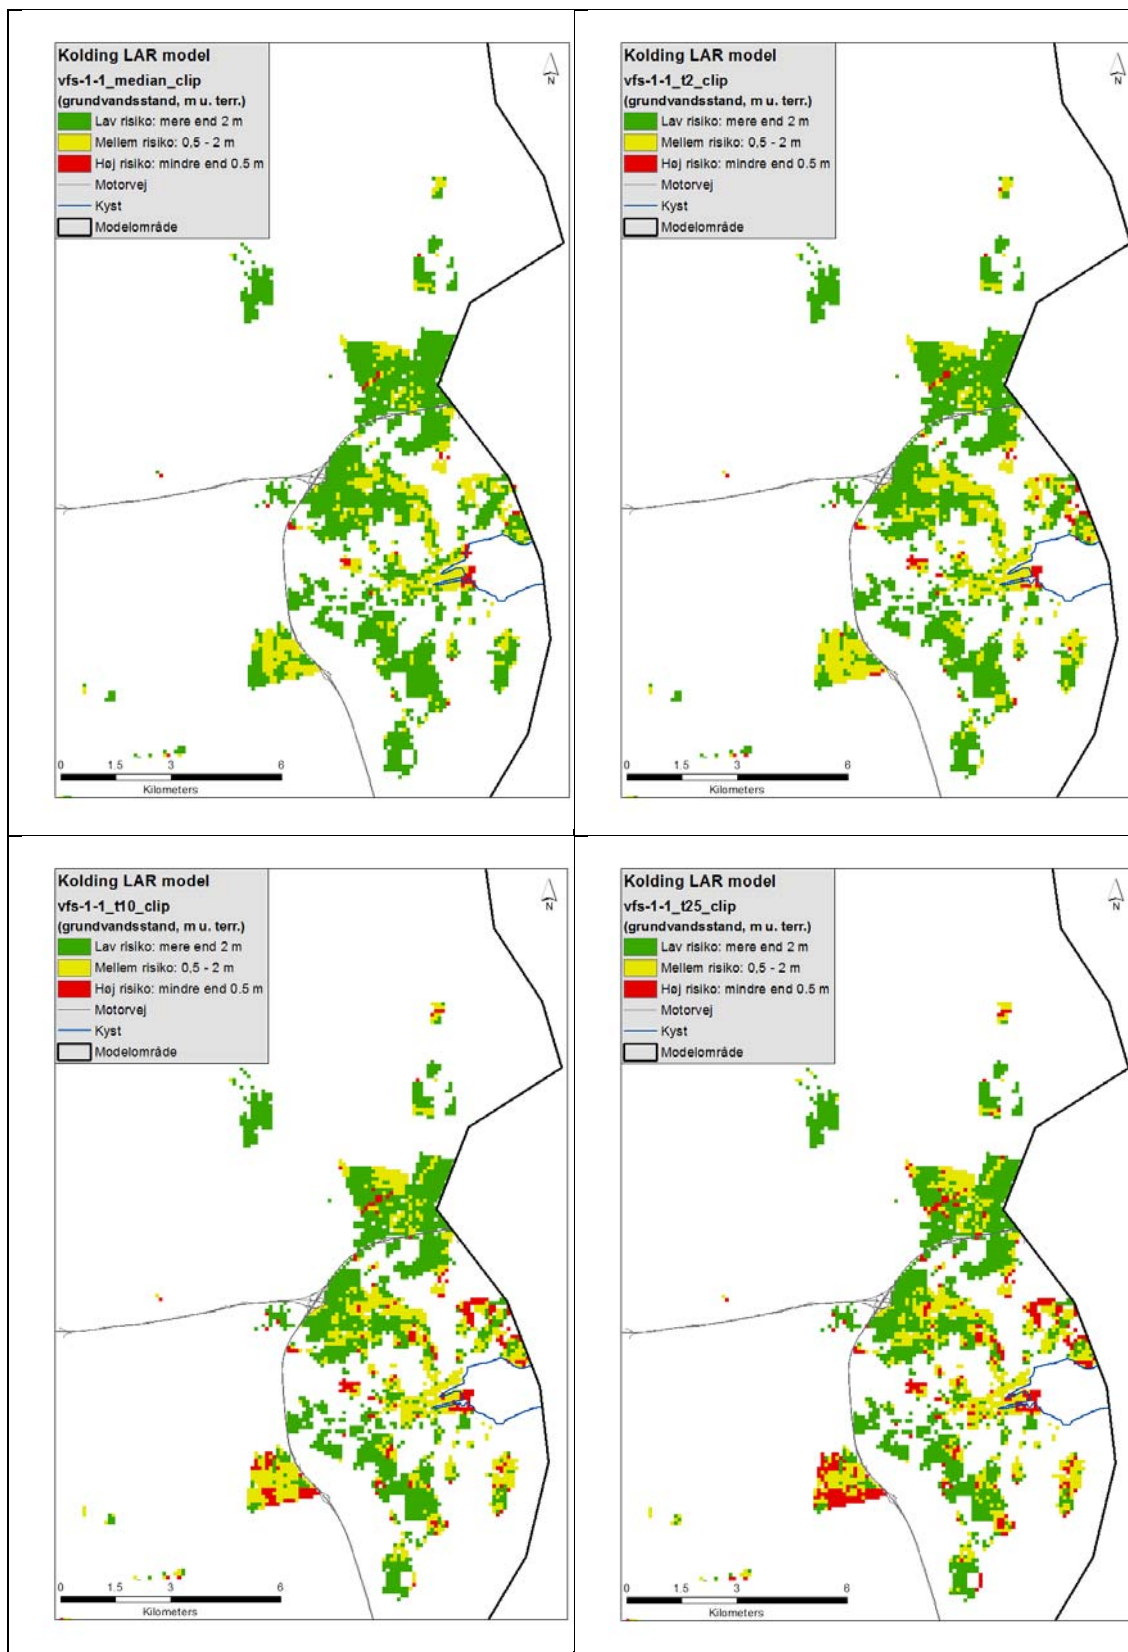 Kolding LAR model
vfs-1-1_median_clip
(grundvandsstand, m u. terr.)
Lav risiko: mere end 2 m
Mellem risiko: 0,5 - 2 m
Høj risiko: mindre end 0.5 m
Motorvej
Kyst
Modelområde
N
0 1.5 3 6
Kilometers
Kolding LAR model
vfs-1-1_t2_clip
(grundvandsstand, m u. terr.)
Lav risiko: mere end 2 m
Mellem risiko: 0,5 - 2 m
Høj risiko: mindre end 0.5 m
Motorvej
Kyst
Modelområde
N
0 1.5 3 6
Kilometers
Kolding LAR model
vfs-1-1_t10_clip
(grundvandsstand, m u. terr.)
Lav risiko: mere end 2 m
Mellem risiko: 0,5 - 2 m
Høj risiko: mindre end 0.5 m
Motorvej
Kyst
Modelområde
N
0 1.5 3 6
Kilometers
Kolding LAR model
vfs-1-1_t25_clip
(grundvandsstand, m u. terr.)
Lav risiko: mere end 2 m
Mellem risiko: 0,5 - 2 m
Høj risiko: mindre end 0.5 m
Motorvej
Kyst
Modelområde
N
0 1.5 3 6
Kilometers